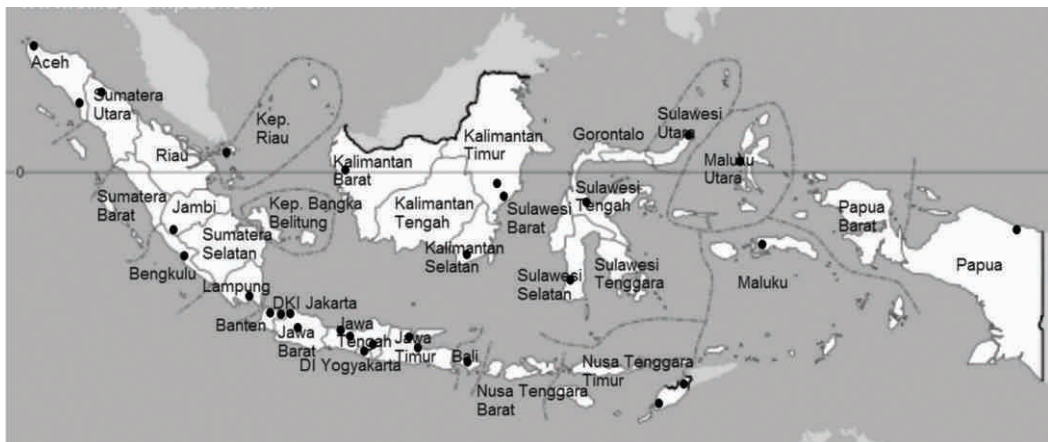 Aceh
Sumatera
Utara
Kep.
Riau
Riau
0
Sumatera
Barat
Jambi
Kep. Bangka
Belitung
Sumatera
Selatan
Bengkulu
Lampung
DKI Jakarta
Banten
Jawa
Barat
Jawa
Tengah
DI Yogyakarta
Jawa
Timur
Bali
Nusa Tenggara
Barat
Nusa Tenggara
Timur
Kalimantan
Barat
Kalimantan
Tengah
Kalimantan
Timur
Kalimantan
Selatan
Gorontalo
Sulawesi
Utara
Sulawesi
Tengah
Sulawesi
Barat
Sulawesi
Selatan
Sulawesi
Tenggara
Maluku
Utara
Maluku
Papua
Barat
Papua